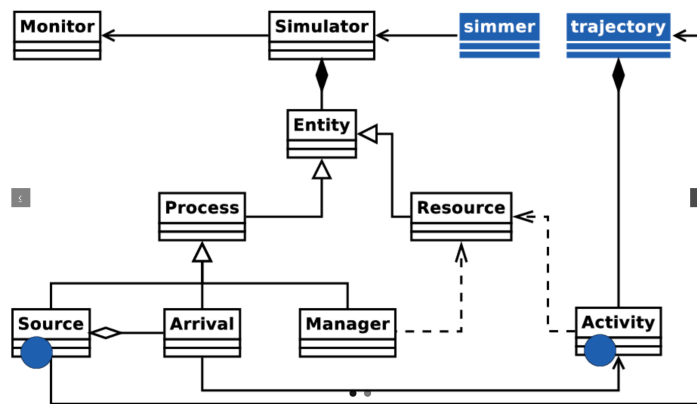 Monitor
Simulator
simmer
trajectory
Entity
Process
Resource
Source
Arrival
Manager
Activity